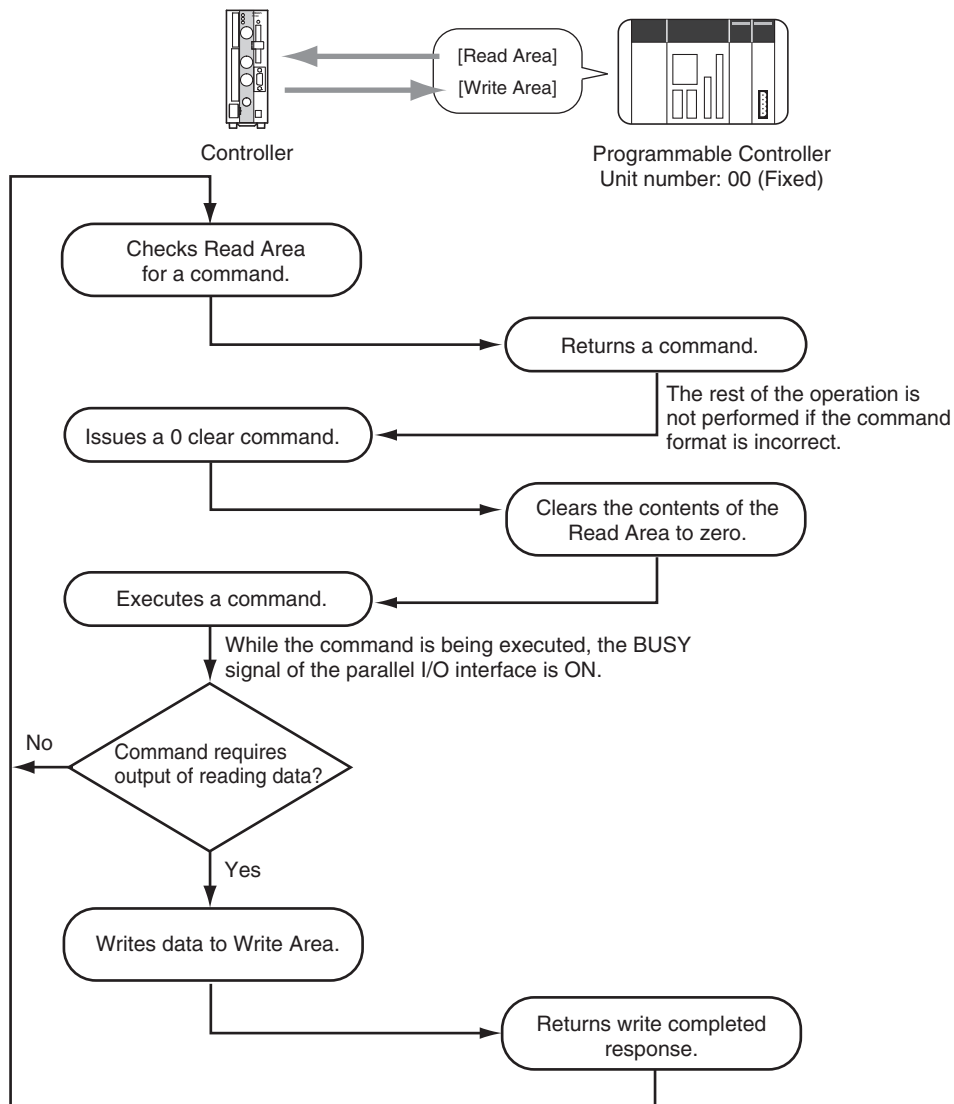 [Read Area]
[Write Area]
Controller
Programmable Controller
Unit number: 00 (Fixed)
Checks Read Area
for a command.
Returns a command.
The rest of the operation is
not performed if the command
format is incorrect.
Issues a 0 clear command.
Clears the contents of the
Read Area to zero.
Executes a command.
While the command is being executed, the BUSY
signal of the parallel I/O interface is ON.
No
Command requires
output of reading data?
Yes
Writes data to Write Area.
Returns write completed
response.